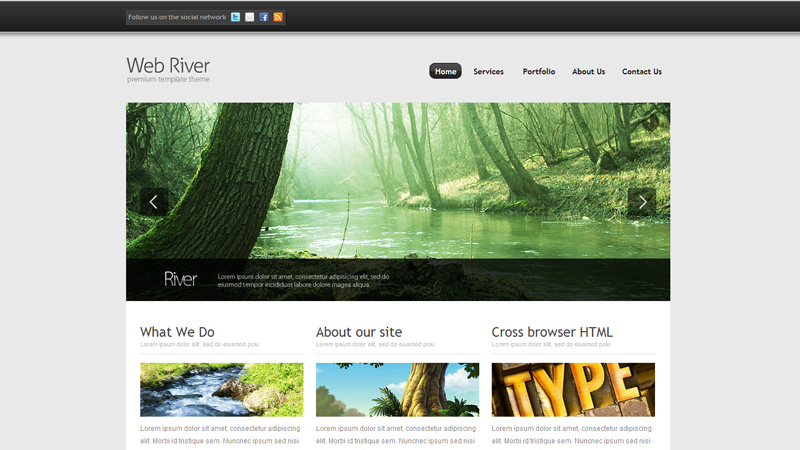 Follow us on the social network
Web River
premium template theme
Home Services Portfolio About Us Contact Us
River
Lorem ipsum dolor sit amet, consectetur adipisicing elit, sed do
eiusmod tempor incididunt labore dolore magna aliqua.
What We Do
Lorem ipsum dolor sit, sed do eiusmod polu
About our site
Lorem ipsum dolor sit, sed do eiusmod polu
Cross browser HTML
Lorem ipsum dolor sit, sed do eiusmod polu
TYPE
Lorem ipsum dolor sit amet, consectetur adipiscing
elit. Morbi id tristique sem. Nuncnec ipsum sed nisi
Lorem ipsum dolor sit amet, consectetur adipiscing
elit. Morbi id tristique sem. Nuncnec ipsum sed nisi
Lorem ipsum dolor sit amet, consectetur adipiscing
elit. Morbi id tristique sem. Nuncnec ipsum sed nisi